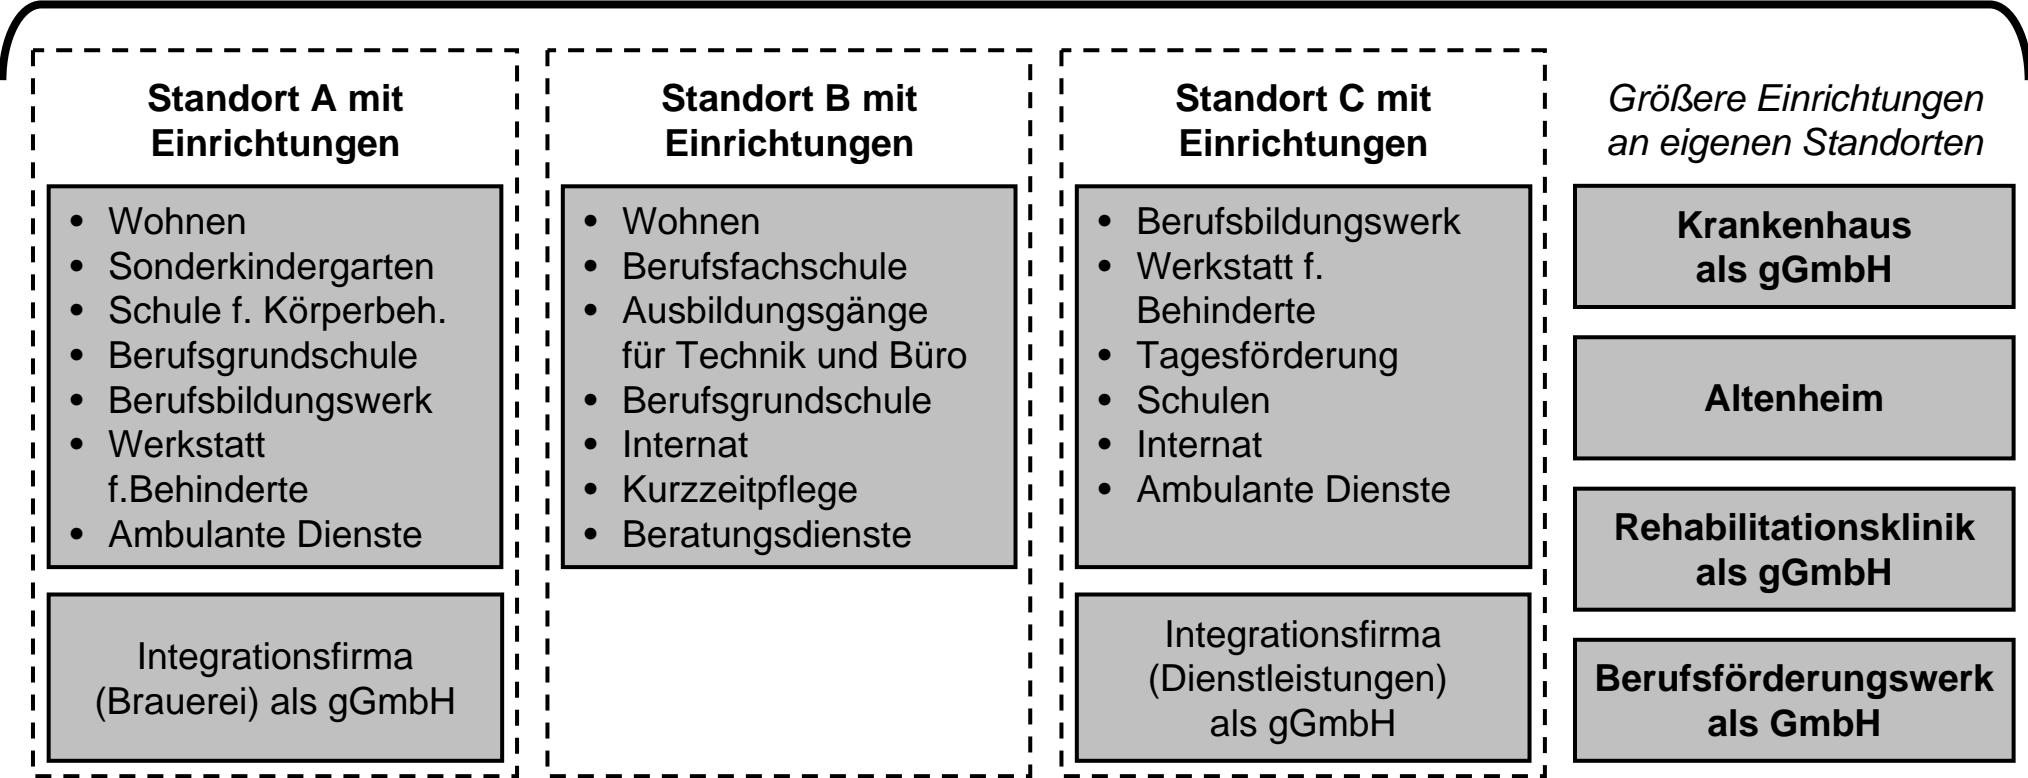 Standort A mit
Einrichtungen
• Wohnen
• Sonderkindergarten
• Schule f. Körperbeh.
• Berufsgrundschule
• Berufsbildungswerk
• Werkstatt
f.Behinderte
• Ambulante Dienste
Integrationsfirma
(Brauerei) als gGmbH
Standort B mit
Einrichtungen
• Wohnen
• Berufsfachschule
• Ausbildungsgänge
für Technik und Büro
• Berufsgrundschule
• Internat
• Kurzzeitpflege
• Beratungsdienste
Standort C mit
Einrichtungen
• Berufsbildungswerk
• Werkstatt f.
Behinderte
• Tagesförderung
• Schulen
• Internat
• Ambulante Dienste
Integrationsfirma
(Dienstleistungen)
als gGmbH
Größere Einrichtungen
an eigenen Standorten
Krankenhaus
als gGmbH
Altenheim
Rehabilitationsklinik
als gGmbH
Berufsförderungswerk
als GmbH